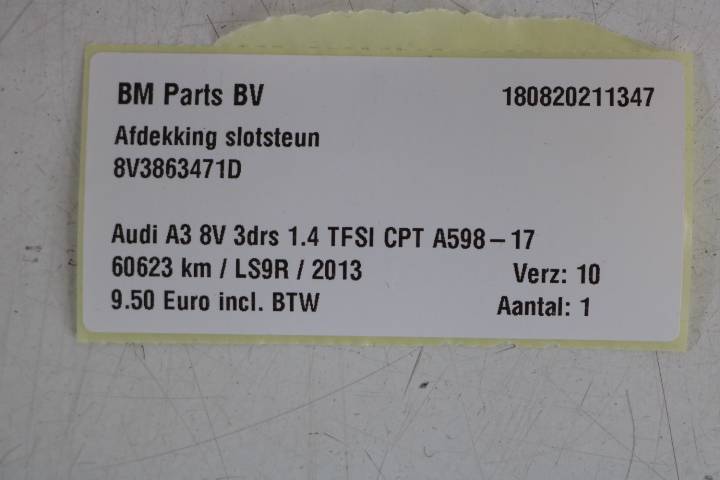 BM Parts BV 180820211347
Afdekking slotsteun
8V3863471D
Audi A3 8V 3drs 1.4 TFSI CPT A598-17
60623 km / LS9R / 2013 Verz: 10
9.50 Euro incl. BTW Aantal: 1